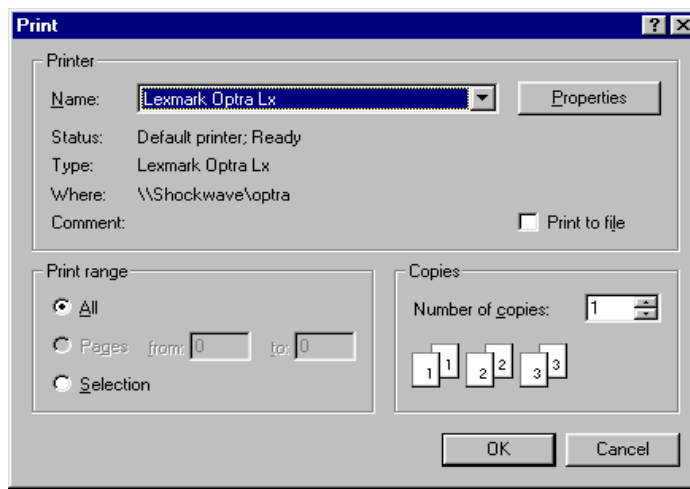 Print
Printer
Name: Lexmark Optra Lx Properties
Status: Default printer; Ready
Type: Lexmark Optra Lx
Where: \\Shockwave\optra
Comment: Print to file
Print range
All
Pages from: 0 to: 0
Selection
Copies
Number of copies: 1
1 1 2 2 3 3
OK Cancel